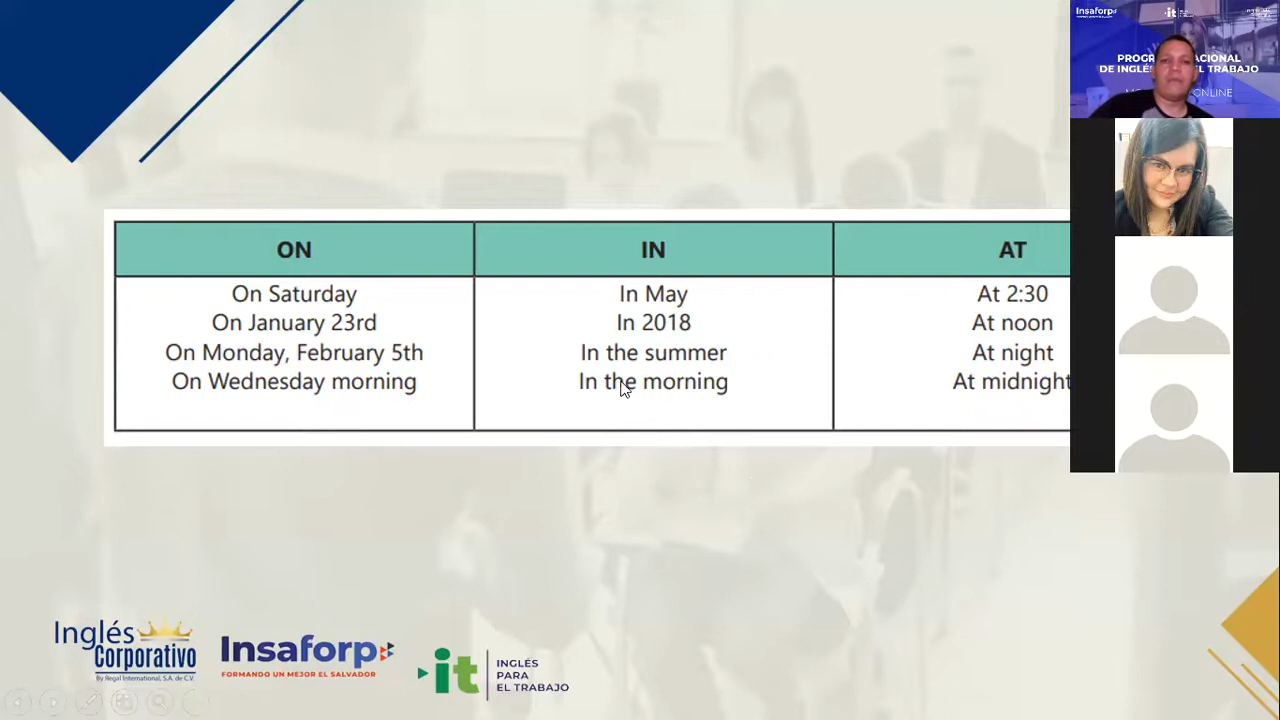 ON
IN
AT
On Saturday
On January 23rd
On Monday, February 5th
On Wednesday morning
In May
In 2018
In the summer
In the morning
At 2:30
At noon
At night
At midnight
Inglés
Corporativo
By Regal International, S.A. de C.V.
Insaforp
FORMANDO UN MEJOR EL SALVADOR
it
INGLÉS
PARA
EL TRABAJO
Insaforp
it
DE INGLÉS
EL TRABAJO
ONLINE